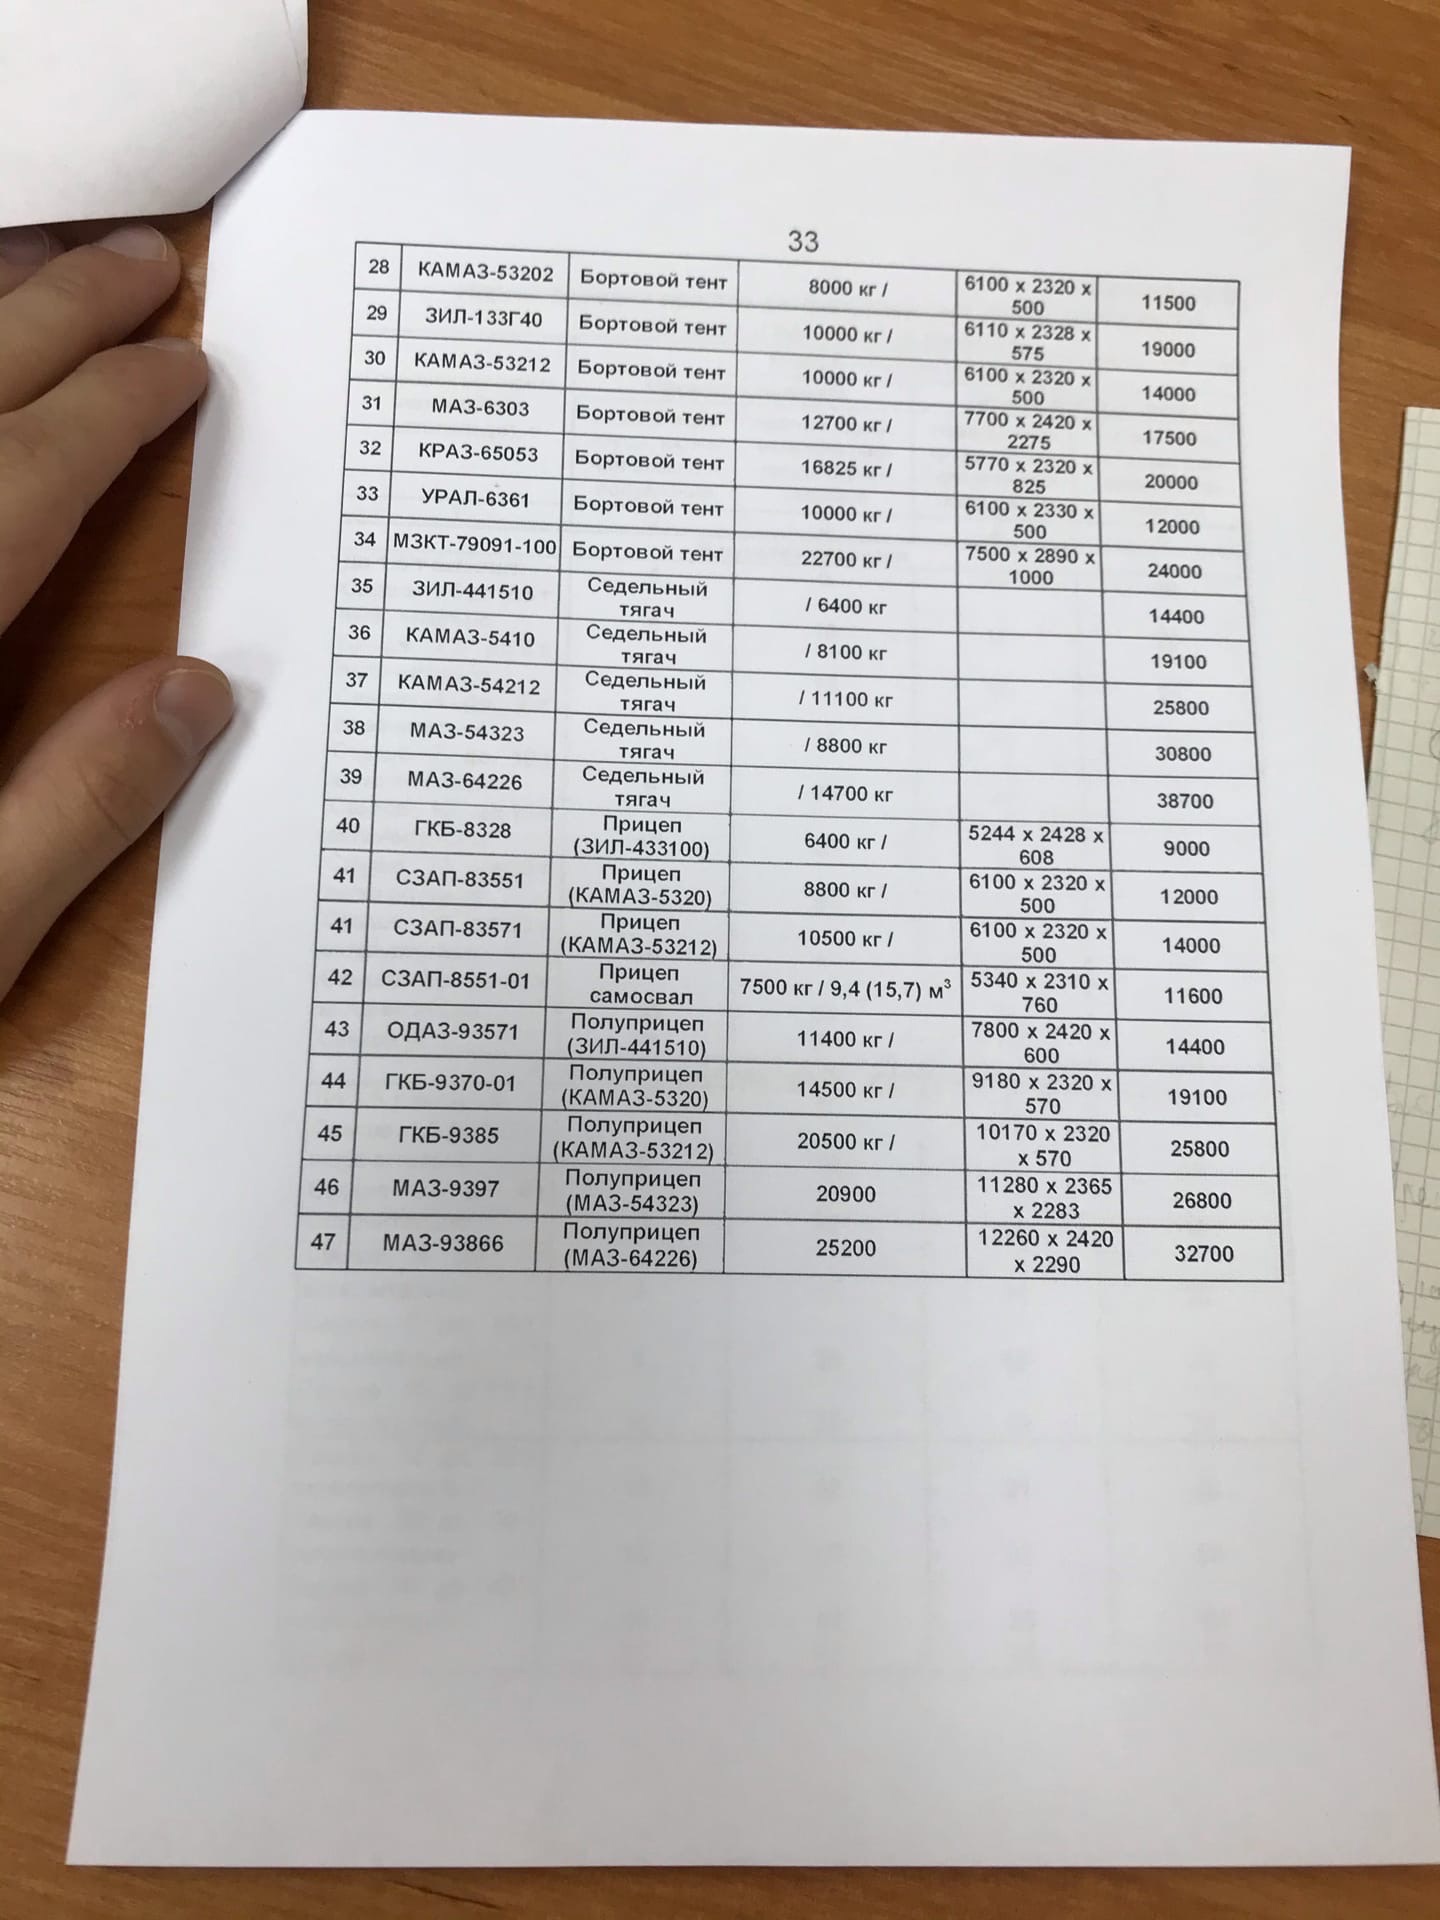 33
28 КАМАЗ-53202 Бортовой тент 8000 кг / 6100 x 2320 x 500 11500
29 ЗИЛ-133Г40 Бортовой тент 10000 кг / 6110 x 2328 x 575 19000
30 КАМАЗ-53212 Бортовой тент 10000 кг / 6100 x 2320 x 500 14000
31 МАЗ-6303 Бортовой тент 12700 кг / 7700 x 2420 x 2275 17500
32 КРАЗ-65053 Бортовой тент 16825 кг / 5770 x 2320 x 825 20000
33 УРАЛ-6361 Бортовой тент 10000 кг / 6100 x 2330 x 500 12000
34 МЗКТ-79091-100 Бортовой тент 22700 кг / 7500 x 2890 x 1000 24000
35 ЗИЛ-441510 Седельный тягач / 6400 кг 14400
36 КАМАЗ-5410 Седельный тягач / 8100 кг 19100
37 КАМАЗ-54212 Седельный тягач / 11100 кг 25800
38 МАЗ-54323 Седельный тягач / 8800 кг 30800
39 МАЗ-64226 Седельный тягач / 14700 кг 38700
40 ГКБ-8328 Прицеп (ЗИЛ-433100) 6400 кг / 5244 x 2428 x 608 9000
41 СЗАП-83551 Прицеп (КАМАЗ-5320) 8800 кг / 6100 x 2320 x 500 12000
41 СЗАП-83571 Прицеп (КАМАЗ-53212) 10500 кг / 6100 x 2320 x 500 14000
42 СЗАП-8551-01 Прицеп самосвал 7500 кг / 9,4 (15,7) м³ 5340 x 2310 x 760 11600
43 ОДАЗ-93571 Полуприцеп (ЗИЛ-441510) 11400 кг / 7800 x 2420 x 600 14400
44 ГКБ-9370-01 Полуприцеп (КАМАЗ-5320) 14500 кг / 9180 x 2320 x 570 19100
45 ГКБ-9385 Полуприцеп (КАМАЗ-53212) 20500 кг / 10170 x 2320 x 570 25800
46 МАЗ-9397 Полуприцеп (МАЗ-54323) 20900 11280 x 2365 x 2283 26800
47 МАЗ-93866 Полуприцеп (МАЗ-64226) 25200 12260 x 2420 x 2290 32700